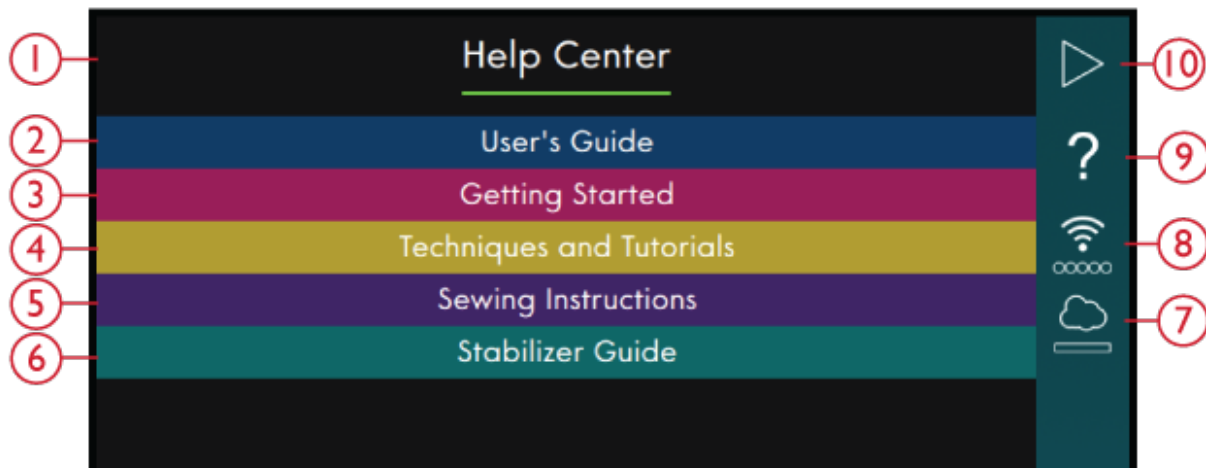 1 Help Center 10
2 User's Guide
? 9
3 Getting Started
4 Techniques and Tutorials 8
5 Sewing Instructions
6 Stabilizer Guide 7